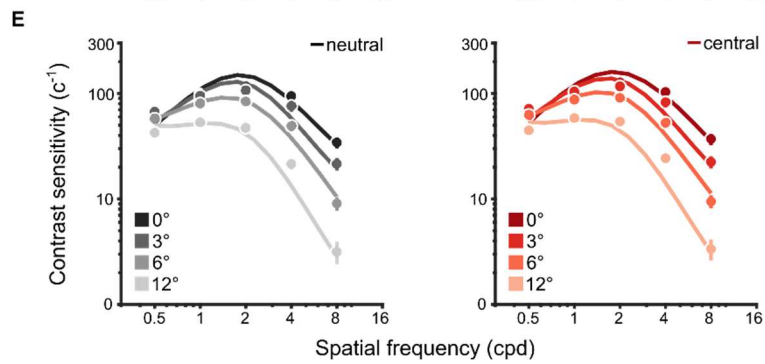 E
Contrast sensitivity (c⁻¹)
300
100
10
0
neutral
0°
3°
6°
12°
0.5 1 2 4 8 16
300
100
10
0
central
0°
3°
6°
12°
0.5 1 2 4 8 16
Spatial frequency (cpd)